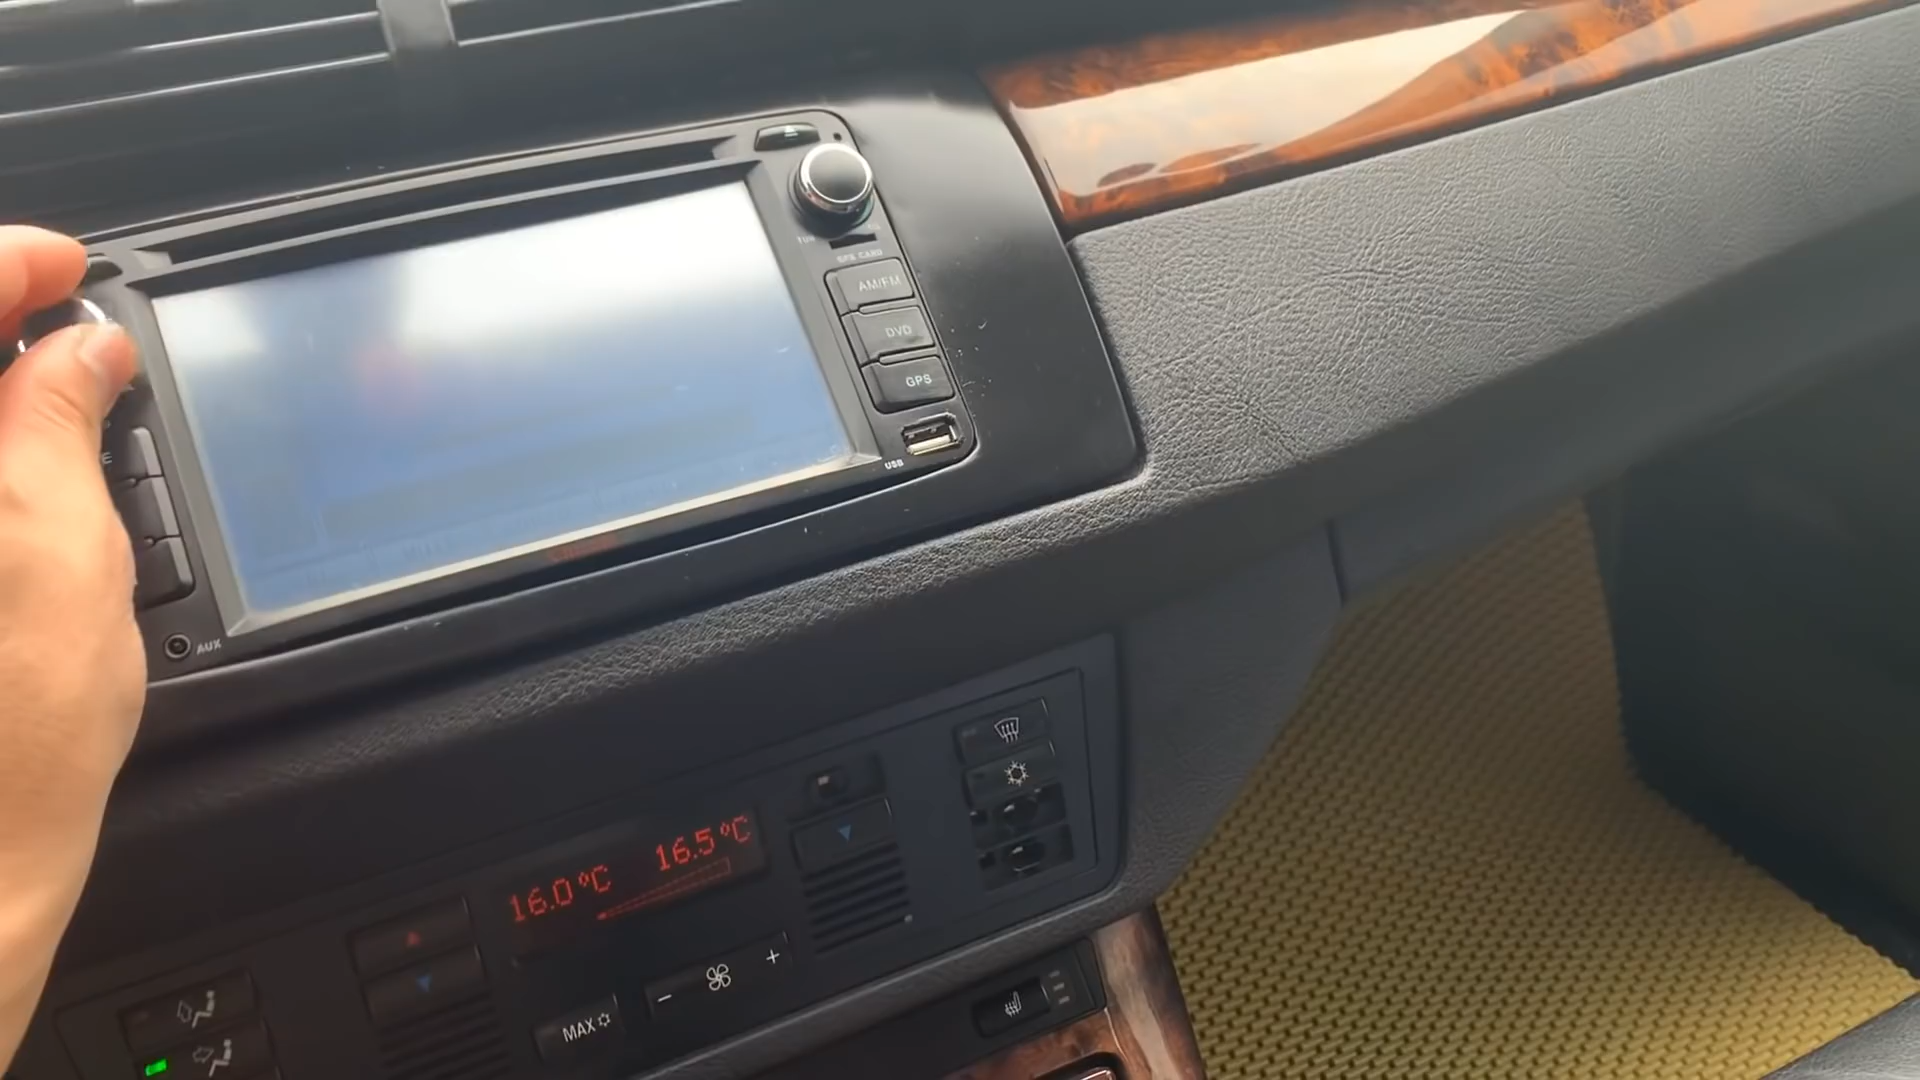 TUN
GPS CARD
AM/FM
DVD
GPS
USB
AUX
16.0 °C 16.5 °C
- +
MAX